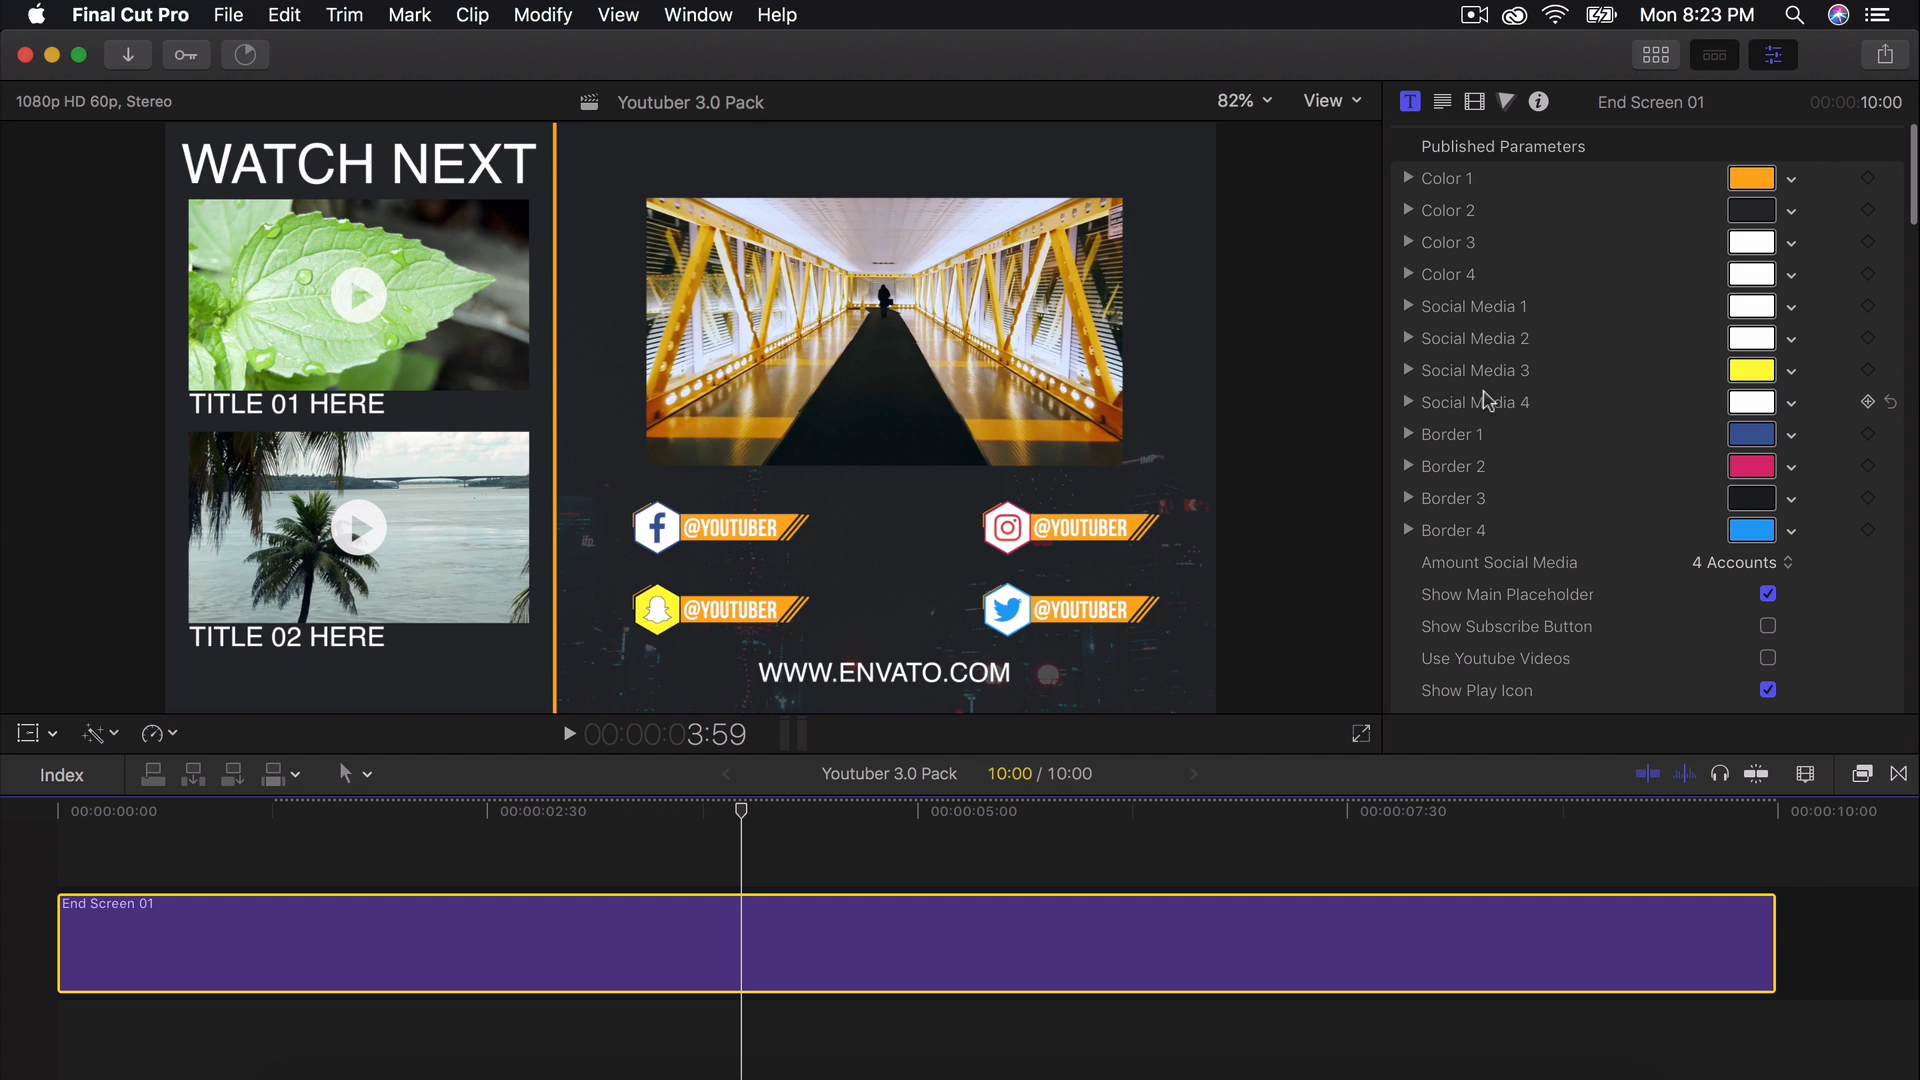 Final Cut Pro File Edit Trim Mark Clip Modify View Window Help Mon 8:23 PM
1080p HD 60p, Stereo
Youtuber 3.0 Pack
82% View
End Screen 01
00:00:00:10:00
WATCH NEXT
TITLE 01 HERE
TITLE 02 HERE
@YOUTUBER
@YOUTUBER
@YOUTUBER
@YOUTUBER
WWW.ENVATO.COM
Published Parameters
Color 1
Color 2
Color 3
Color 4
Social Media 1
Social Media 2
Social Media 3
Social Media 4
Border 1
Border 2
Border 3
Border 4
Amount Social Media 4 Accounts
Show Main Placeholder
Show Subscribe Button
Use Youtube Videos
Show Play Icon
00:00:03:59
Index
Youtuber 3.0 Pack 10:00 / 10:00
00:00:00:00 00:00:02:30 00:00:05:00 00:00:07:30 00:00:10:00
End Screen 01